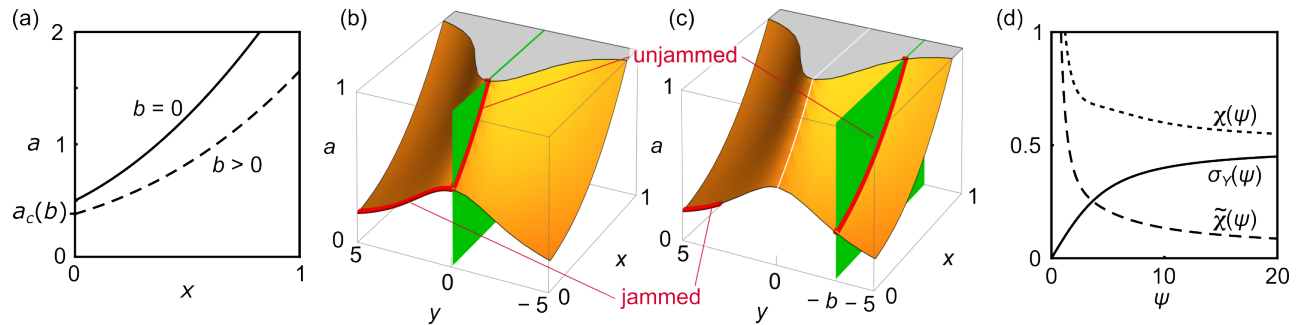 (a)
2
1
0
a
a_c(b)
b = 0
b > 0
0
1
x
(b)
1
a
0
5
0
− 5
y
0
1
x
unjammed
jammed
(c)
1
a
0
5
0
− b
− 5
y
0
1
x
(d)
1
0.5
0
χ(ψ)
σ_Y(ψ)
χ̃(ψ)
0
10
20
ψ